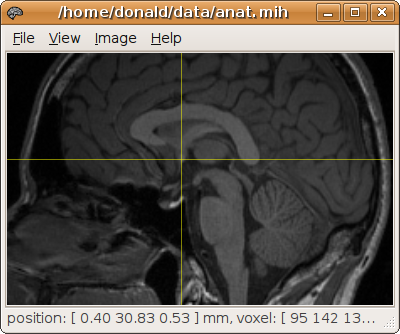 /home/donald/data/anat.mih
File View Image Help
position: [ 0.40 30.83 0.53 ] mm, voxel: [ 95 142 13...